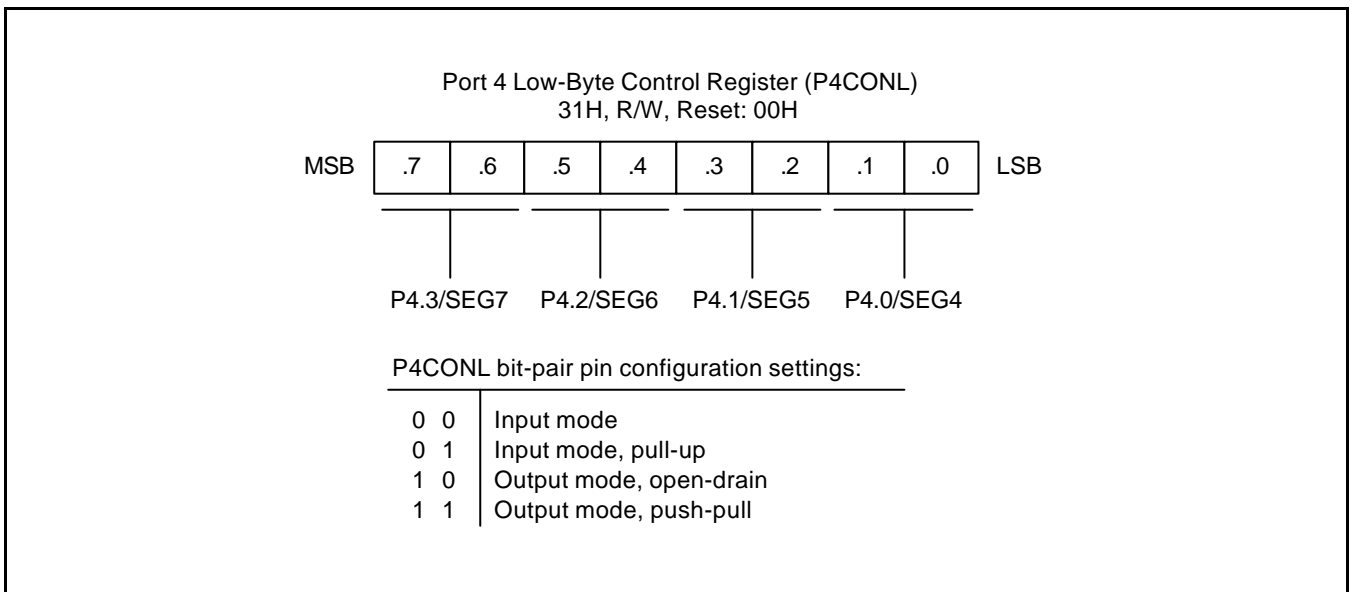 Port 4 Low-Byte Control Register (P4CONL)
31H, R/W, Reset: 00H
MSB .7 .6 .5 .4 .3 .2 .1 .0 LSB
P4.3/SEG7 P4.2/SEG6 P4.1/SEG5 P4.0/SEG4
P4CONL bit-pair pin configuration settings:
0 0 Input mode
0 1 Input mode, pull-up
1 0 Output mode, open-drain
1 1 Output mode, push-pull